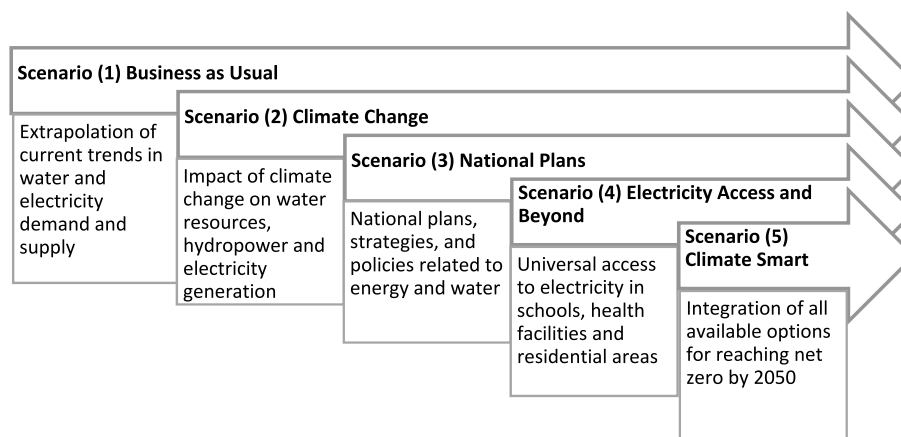 Scenario (1) Business as Usual
Extrapolation of
current trends in
water and
electricity
demand and
supply
Scenario (2) Climate Change
Impact of climate
change on water
resources,
hydropower and
electricity
generation
Scenario (3) National Plans
National plans,
strategies, and
policies related to
energy and water
Scenario (4) Electricity Access and
Beyond
Universal access
to electricity in
schools, health
facilities and
residential areas
Scenario (5)
Climate Smart
Integration of all
available options
for reaching net
zero by 2050